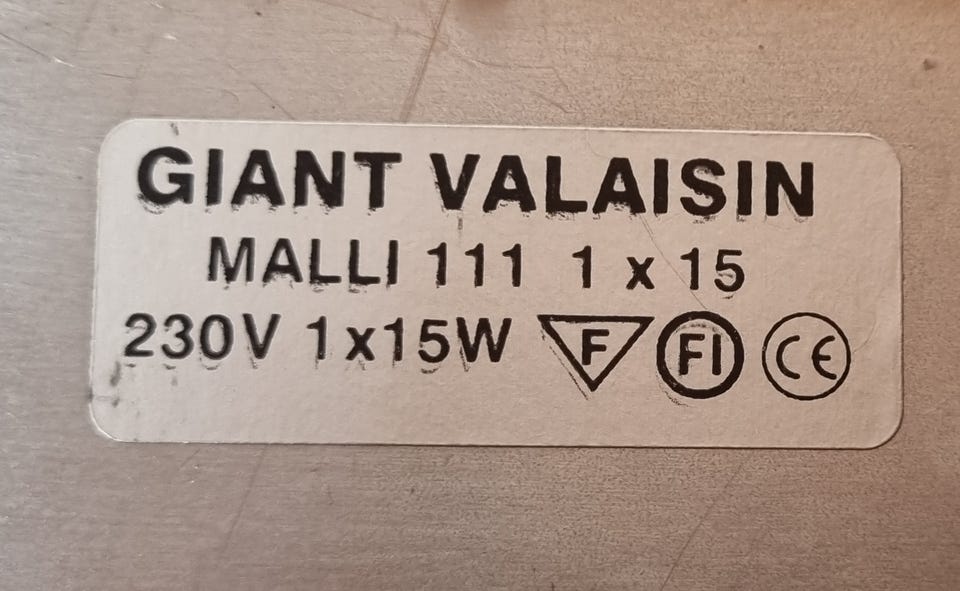 GIANT VALAISIN
MALLI 111 1 x 15
230V 1x15W F FI CE